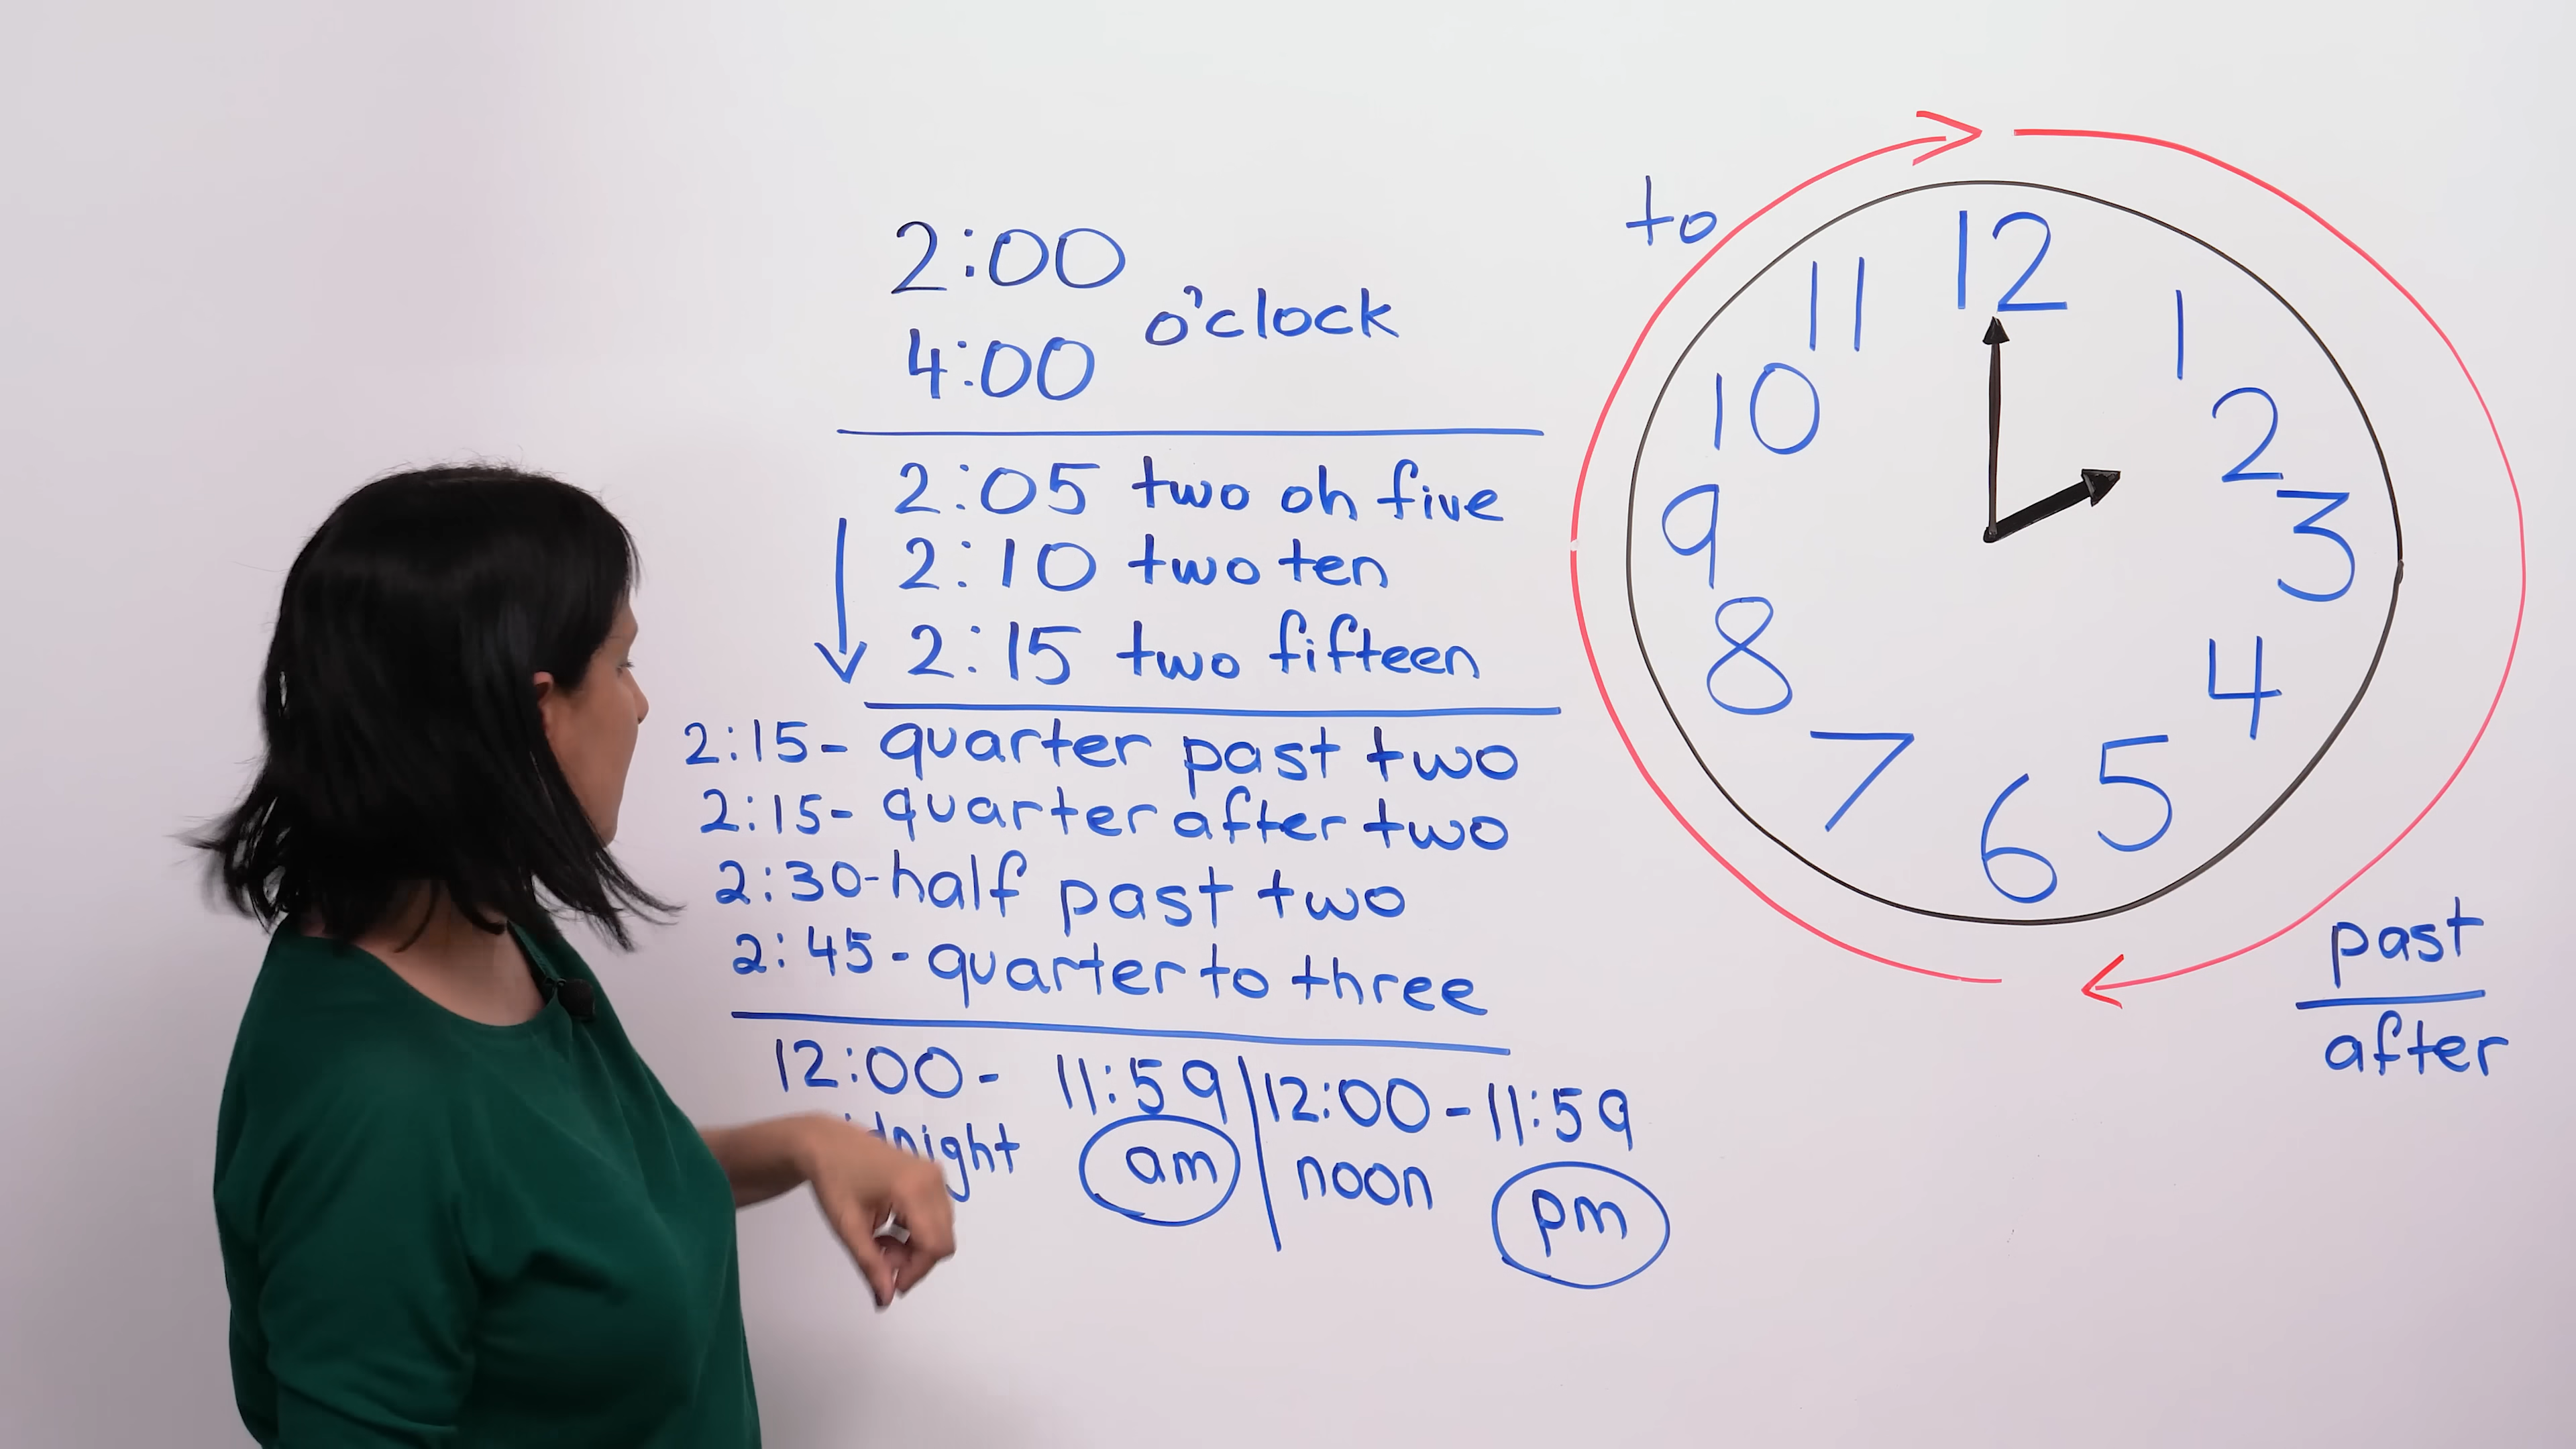 2:00
4:00
o'clock
2:05 two oh five
2:10 two ten
2:15 two fifteen
2:15 - quarter past two
2:15 - quarter after two
2:30 - half past two
2:45 - quarter to three
12:00 - 11:59
am
12:00 - 11:59
noon
pm
to
12
1
2
3
4
5
6
7
8
9
10
11
past
after